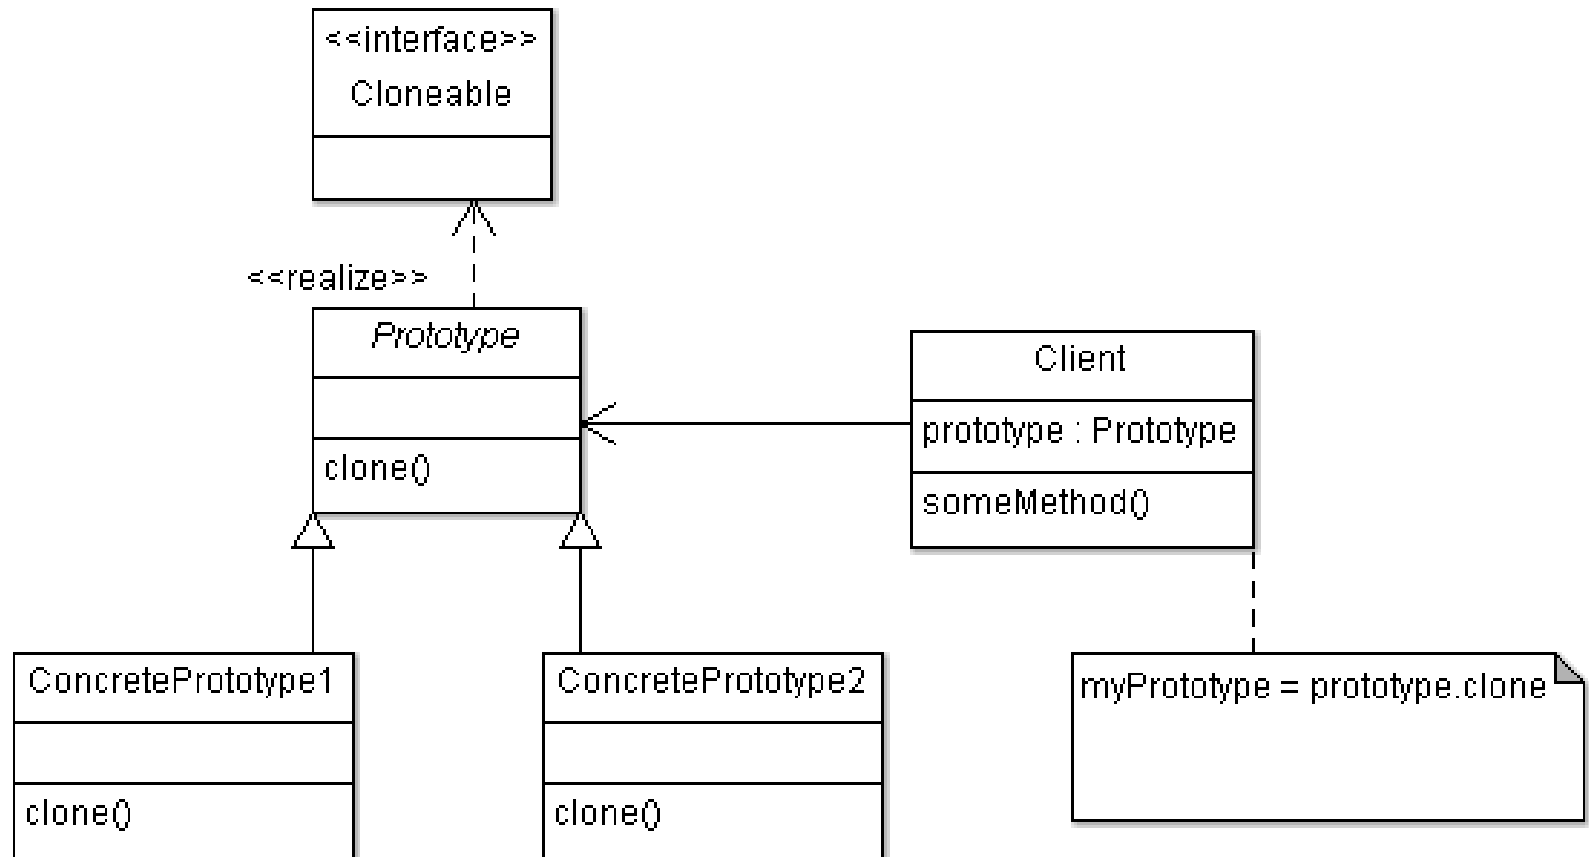 <<interface>>
Cloneable
<<realize>>
Prototype
clone()
Client
prototype : Prototype
someMethod()
ConcretePrototype1
clone()
ConcretePrototype2
clone()
myPrototype = prototype.clone